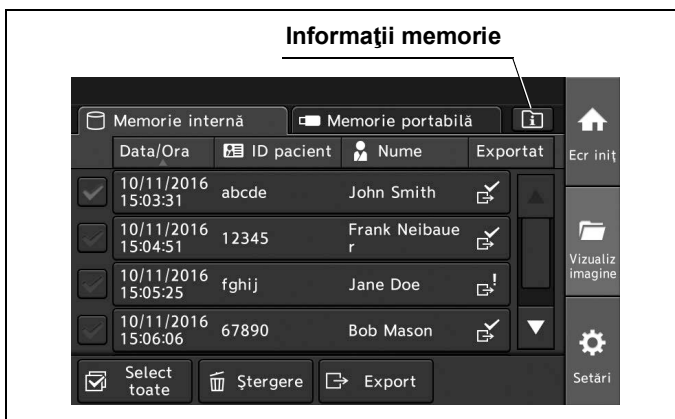 Informaţii memorie
Memorie internă
Memorie portabilă
Data/Ora
ID pacient
Nume
Exportat
10/11/2016
15:03:31
abcde
John Smith
10/11/2016
15:04:51
12345
Frank Neibaue
r
10/11/2016
15:05:25
fghij
Jane Doe
10/11/2016
15:06:06
67890
Bob Mason
Select
toate
Ştergere
Export
Ecr iniţ
Vizualiz
imagine
Setări